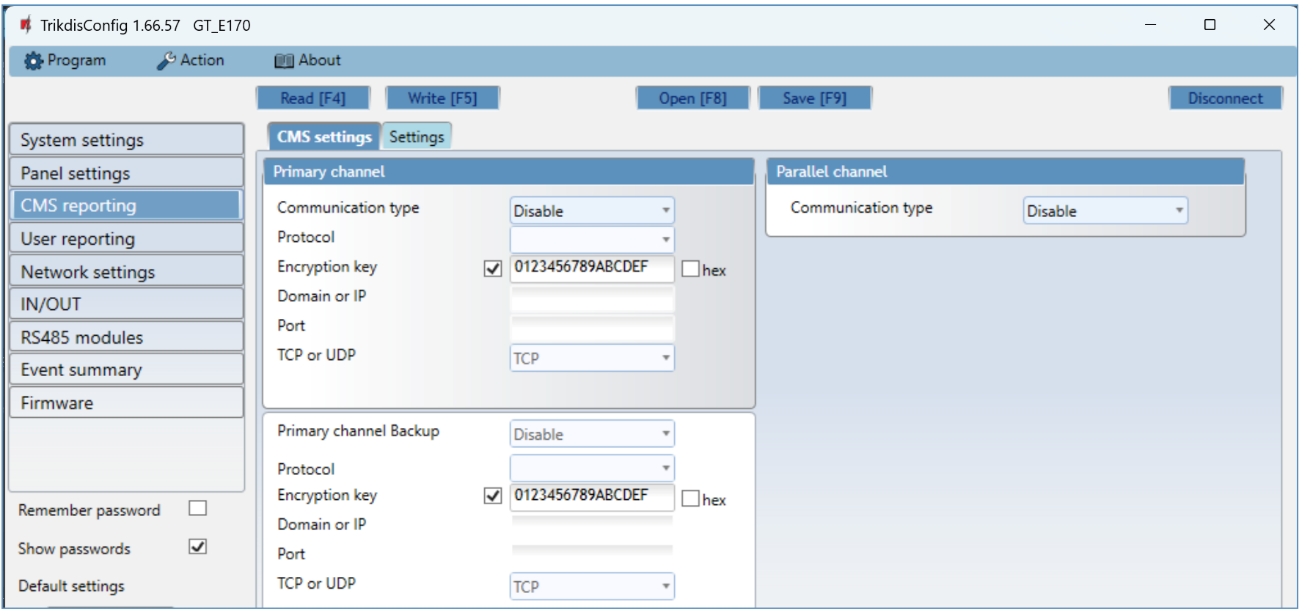 TrikdisConfig 1.66.57 GT_E170
Program Action About
Read [F4] Write [F5] Open [F8] Save [F9] Disconnect
System settings
Panel settings
CMS reporting
User reporting
Network settings
IN/OUT
RS485 modules
Event summary
Firmware
Remember password
Show passwords
Default settings
CMS settings Settings
Primary channel
Communication type Disable
Protocol
Encryption key 0123456789ABCDEF hex
Domain or IP
Port
TCP or UDP TCP
Primary channel Backup Disable
Protocol
Encryption key 0123456789ABCDEF hex
Domain or IP
Port
TCP or UDP TCP
Parallel channel
Communication type Disable